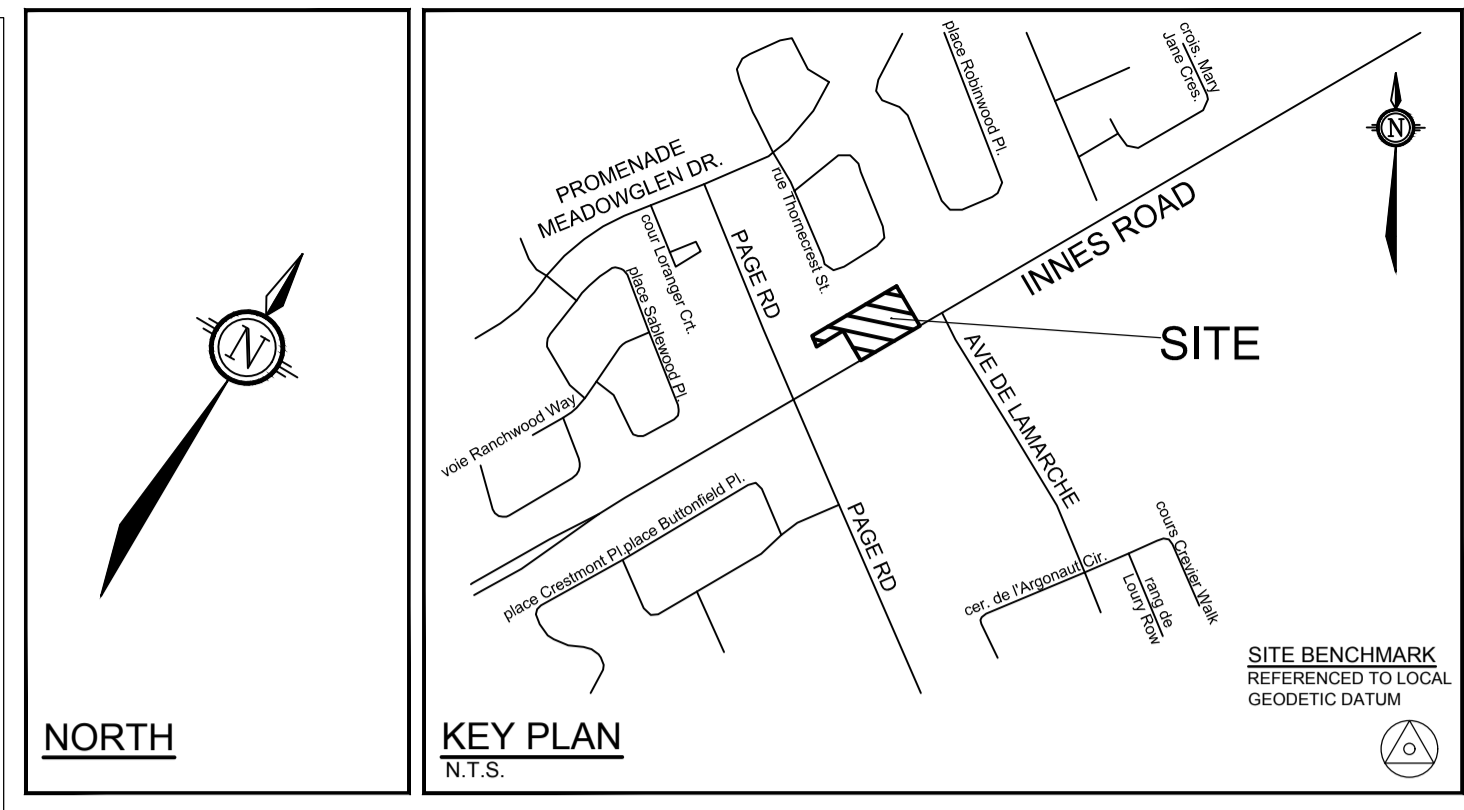 N
NORTH
place Robinwood Pl.
crois. Mary
Jane Cres.
N
PROMENADE
MEADOWGLEN DR.
rue Thornecrest St.
cour Loranger Crt.
PAGE RD
place Sablewood Pl.
INNES ROAD
SITE
AVE DE LAMARCHE
voie Ranchwood Way
place Buttonfield Pl.
place Crestmont Pl.
PAGE RD
cer. de l'Argonaut Cir.
cours Crevier Walk
rang de
Loury Row
SITE BENCHMARK
REFERENCED TO LOCAL
GEODETIC DATUM
KEY PLAN
N.T.S.